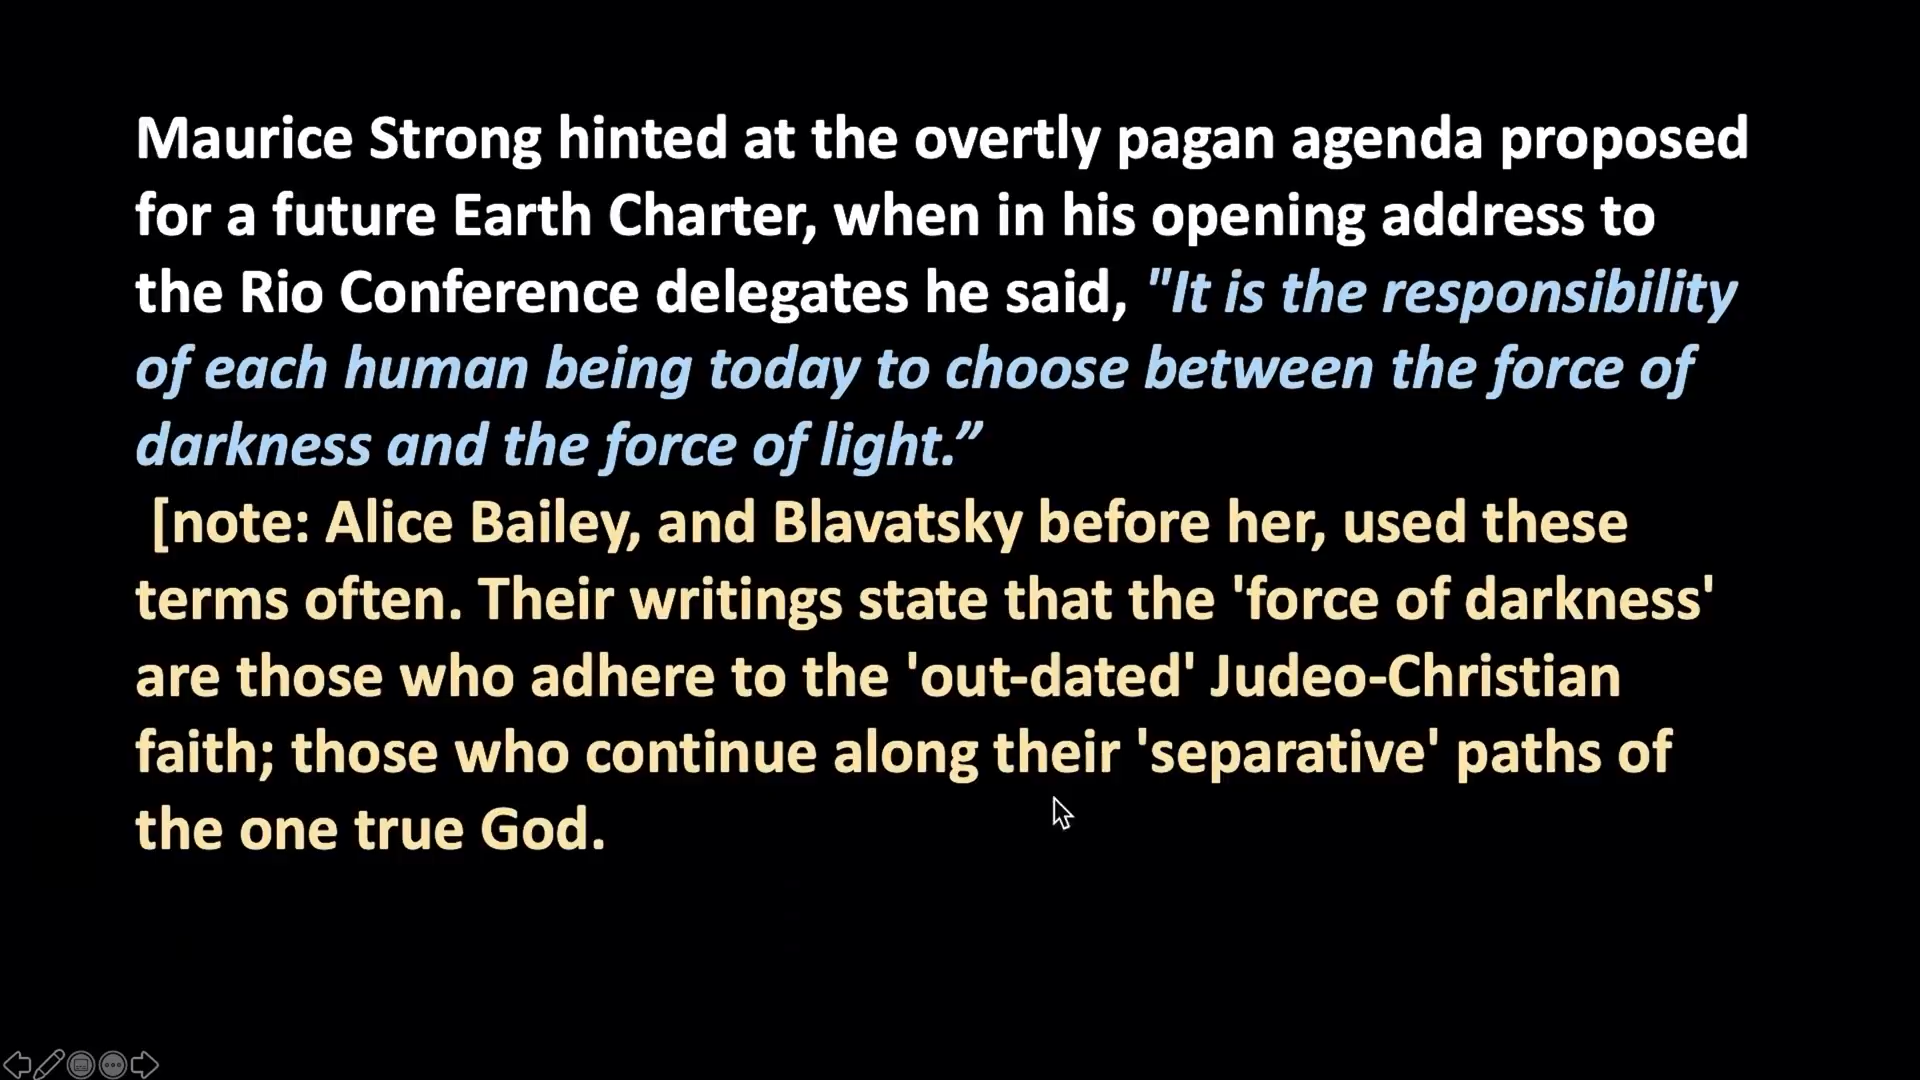 Maurice Strong hinted at the overtly pagan agenda proposed
for a future Earth Charter, when in his opening address to
the Rio Conference delegates he said, "It is the responsibility
of each human being today to choose between the force of
darkness and the force of light.”
[note: Alice Bailey, and Blavatsky before her, used these
terms often. Their writings state that the 'force of darkness'
are those who adhere to the 'out-dated' Judeo-Christian
faith; those who continue along their 'separative' paths of
the one true God.